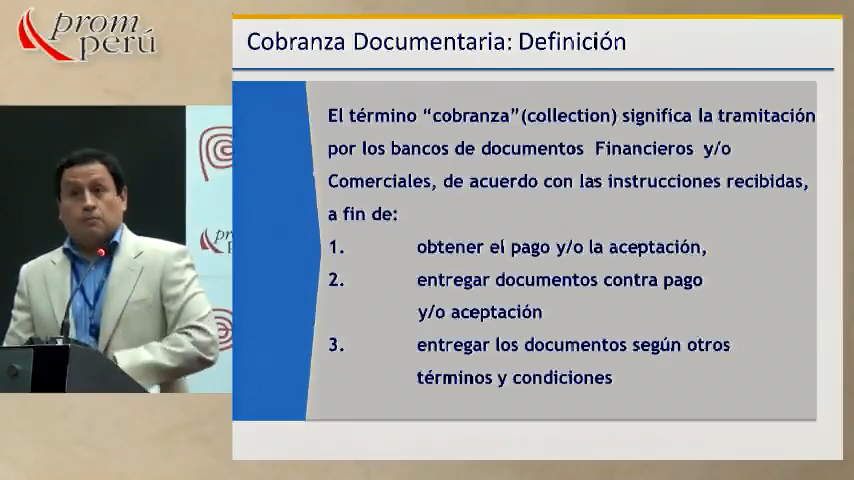 prom
perú
Cobranza Documentaria: Definición
El término “cobranza”(collection) significa la tramitación
por los bancos de documentos Financieros y/o
Comerciales, de acuerdo con las instrucciones recibidas,
a fin de:
1. obtener el pago y/o la aceptación,
2. entregar documentos contra pago
y/o aceptación
3. entregar los documentos según otros
términos y condiciones